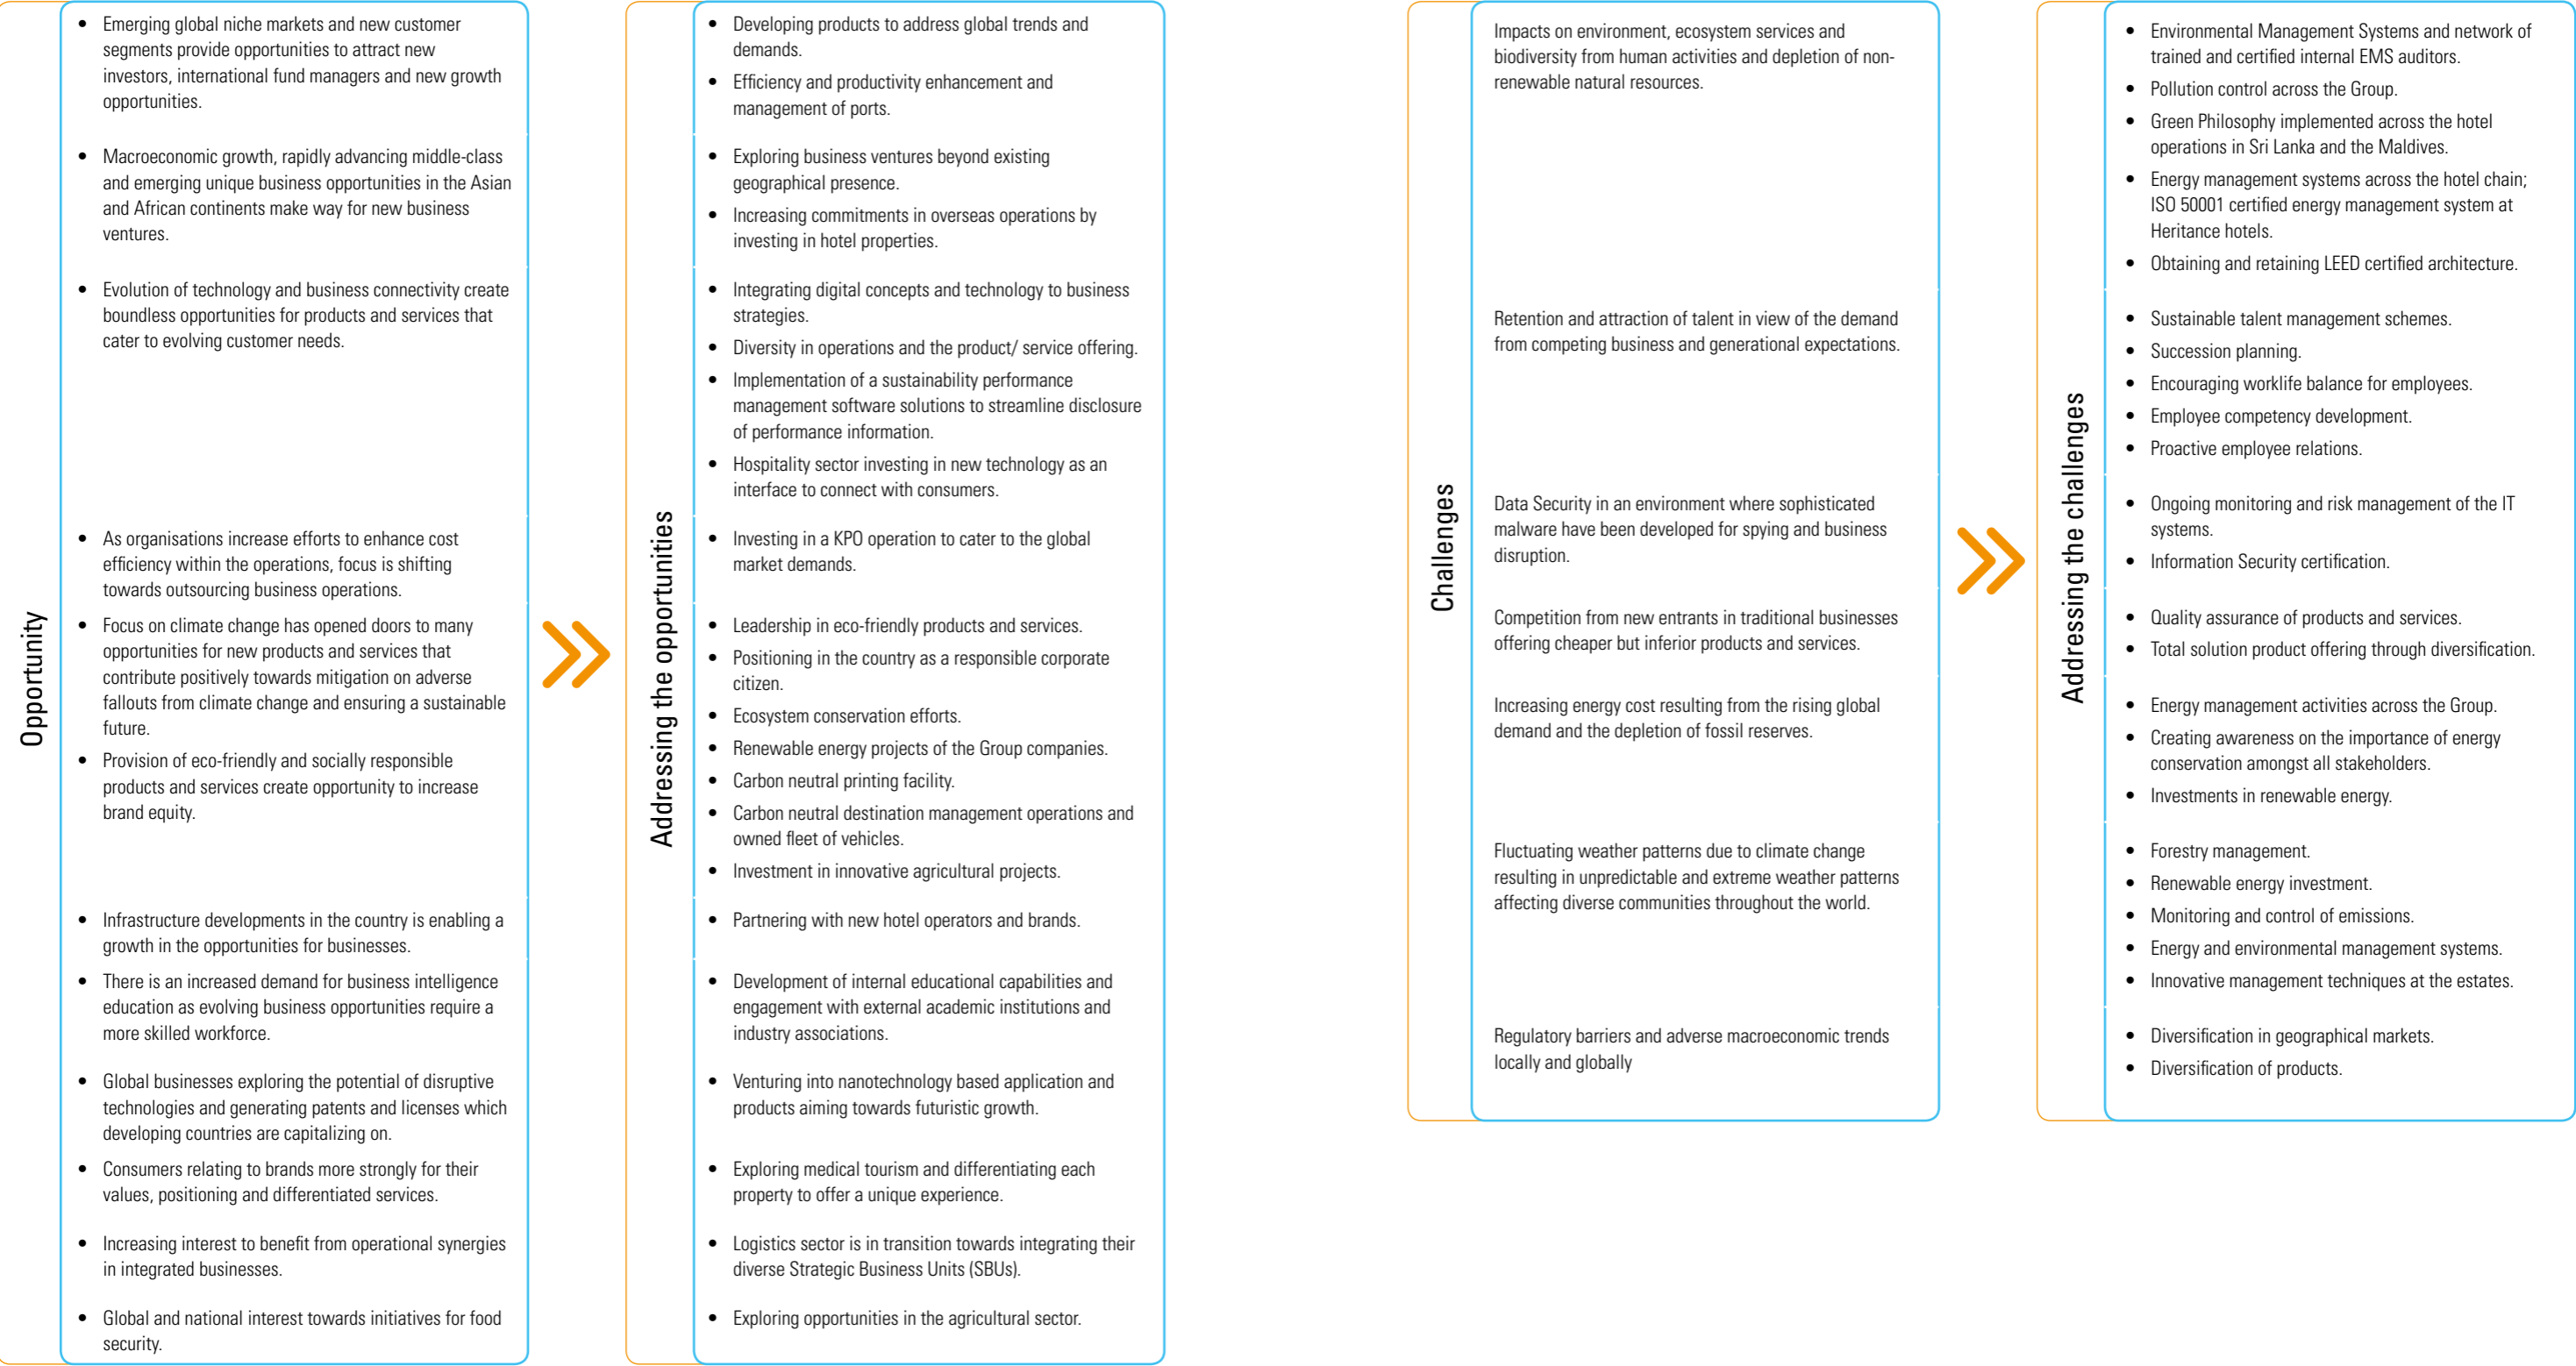 Opportunity
• Emerging global niche markets and new customer
segments provide opportunities to attract new
investors, international fund managers and new growth
opportunities.
• Macroeconomic growth, rapidly advancing middle-class
and emerging unique business opportunities in the Asian
and African continents make way for new business
ventures.
• Evolution of technology and business connectivity create
boundless opportunities for products and services that
cater to evolving customer needs.
• As organisations increase efforts to enhance cost
efficiency within the operations, focus is shifting
towards outsourcing business operations.
• Focus on climate change has opened doors to many
opportunities for new products and services that
contribute positively towards mitigation on adverse
fallouts from climate change and ensuring a sustainable
future.
• Provision of eco-friendly and socially responsible
products and services create opportunity to increase
brand equity.
• Infrastructure developments in the country is enabling a
growth in the opportunities for businesses.
• There is an increased demand for business intelligence
education as evolving business opportunities require a
more skilled workforce.
• Global businesses exploring the potential of disruptive
technologies and generating patents and licenses which
developing countries are capitalizing on.
• Consumers relating to brands more strongly for their
values, positioning and differentiated services.
• Increasing interest to benefit from operational synergies
in integrated businesses.
• Global and national interest towards initiatives for food
security.
Addressing the opportunities
• Developing products to address global trends and
demands.
• Efficiency and productivity enhancement and
management of ports.
• Exploring business ventures beyond existing
geographical presence.
• Increasing commitments in overseas operations by
investing in hotel properties.
• Integrating digital concepts and technology to business
strategies.
• Diversity in operations and the product/ service offering.
• Implementation of a sustainability performance
management software solutions to streamline disclosure
of performance information.
• Hospitality sector investing in new technology as an
interface to connect with consumers.
• Investing in a KPO operation to cater to the global
market demands.
• Leadership in eco-friendly products and services.
• Positioning in the country as a responsible corporate
citizen.
• Ecosystem conservation efforts.
• Renewable energy projects of the Group companies.
• Carbon neutral printing facility.
• Carbon neutral destination management operations and
owned fleet of vehicles.
• Investment in innovative agricultural projects.
• Partnering with new hotel operators and brands.
• Development of internal educational capabilities and
engagement with external academic institutions and
industry associations.
• Venturing into nanotechnology based application and
products aiming towards futuristic growth.
• Exploring medical tourism and differentiating each
property to offer a unique experience.
• Logistics sector is in transition towards integrating their
diverse Strategic Business Units (SBUs).
• Exploring opportunities in the agricultural sector.
Challenges
Impacts on environment, ecosystem services and
biodiversity from human activities and depletion of non-
renewable natural resources.
Retention and attraction of talent in view of the demand
from competing business and generational expectations.
Data Security in an environment where sophisticated
malware have been developed for spying and business
disruption.
Competition from new entrants in traditional businesses
offering cheaper but inferior products and services.
Increasing energy cost resulting from the rising global
demand and the depletion of fossil reserves.
Fluctuating weather patterns due to climate change
resulting in unpredictable and extreme weather patterns
affecting diverse communities throughout the world.
Regulatory barriers and adverse macroeconomic trends
locally and globally
Addressing the challenges
• Environmental Management Systems and network of
trained and certified internal EMS auditors.
• Pollution control across the Group.
• Green Philosophy implemented across the hotel
operations in Sri Lanka and the Maldives.
• Energy management systems across the hotel chain;
ISO 50001 certified energy management system at
Heritance hotels.
• Obtaining and retaining LEED certified architecture.
• Sustainable talent management schemes.
• Succession planning.
• Encouraging worklife balance for employees.
• Employee competency development.
• Proactive employee relations.
• Ongoing monitoring and risk management of the IT
systems.
• Information Security certification.
• Quality assurance of products and services.
• Total solution product offering through diversification.
• Energy management activities across the Group.
• Creating awareness on the importance of energy
conservation amongst all stakeholders.
• Investments in renewable energy.
• Forestry management.
• Renewable energy investment.
• Monitoring and control of emissions.
• Energy and environmental management systems.
• Innovative management techniques at the estates.
• Diversification in geographical markets.
• Diversification of products.